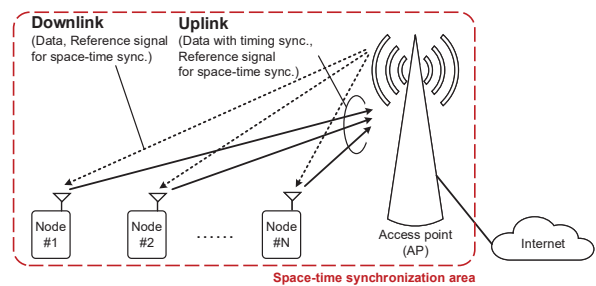 Downlink
(Data, Reference signal
for space-time sync.)
Uplink
(Data with timing sync.,
Reference signal
for space-time sync.)
Node
#1
Node
#2
......
Node
#N
Access point
(AP)
Internet
Space-time synchronization area